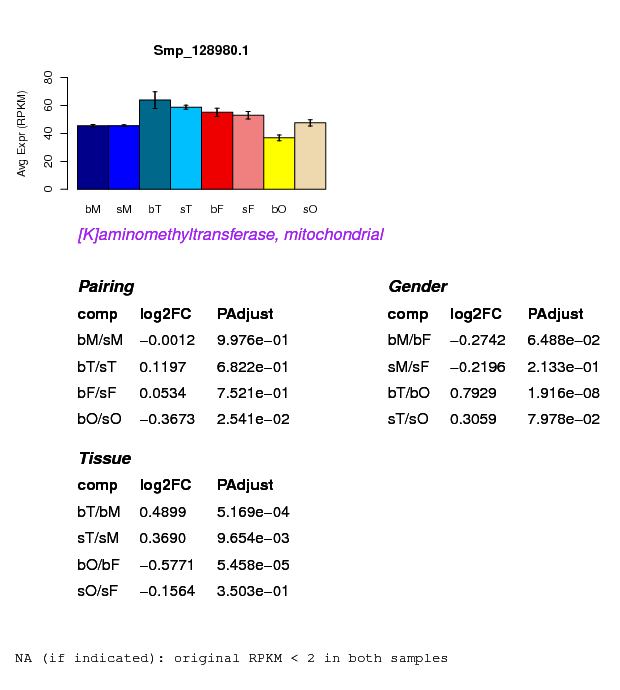 Smp_128980.1
Avg Expr (RPKM)
0 20 40 60 80
bM sM bT sT bF sF bO sO
[K]aminomethyltransferase, mitochondrial
Pairing
comp log2FC PAdjust
bM/sM −0.0012 9.976e−01
bT/sT 0.1197 6.822e−01
bF/sF 0.0534 7.521e−01
bO/sO −0.3673 2.541e−02
Gender
comp log2FC PAdjust
bM/bF −0.2742 6.488e−02
sM/sF −0.2196 2.133e−01
bT/bO 0.7929 1.916e−08
sT/sO 0.3059 7.978e−02
Tissue
comp log2FC PAdjust
bT/bM 0.4899 5.169e−04
sT/sM 0.3690 9.654e−03
bO/bF −0.5771 5.458e−05
sO/sF −0.1564 3.503e−01
NA (if indicated): original RPKM < 2 in both samples